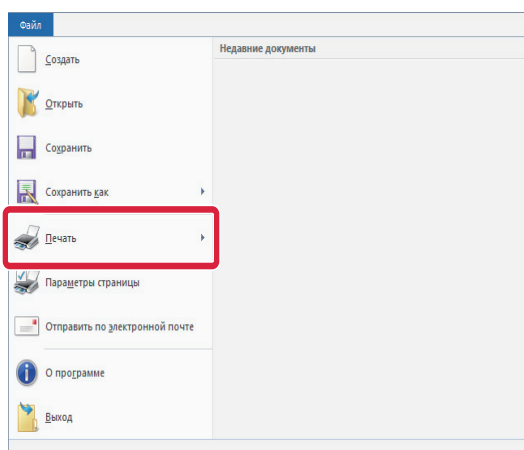 Файл
Недавние документы
Создать
Открыть
Сохранить
Сохранить как
Печать
Параметры страницы
Отправить по электронной почте
О программе
Выход